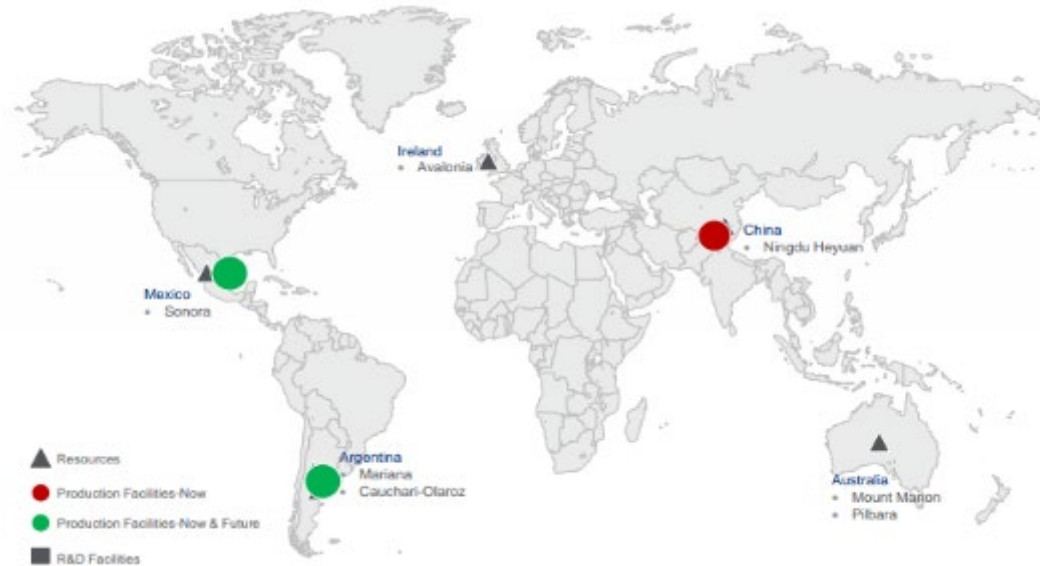 Ireland
• Avalonia
China
• Ningdu Heyuan
Mexico
• Sonora
Argentina
• Mariana
• Cauchari-Olaroz
Australia
• Mount Marion
• Pilbara
Resources
Production Facilities-Now
Production Facilities-Now & Future
R&D Facilities